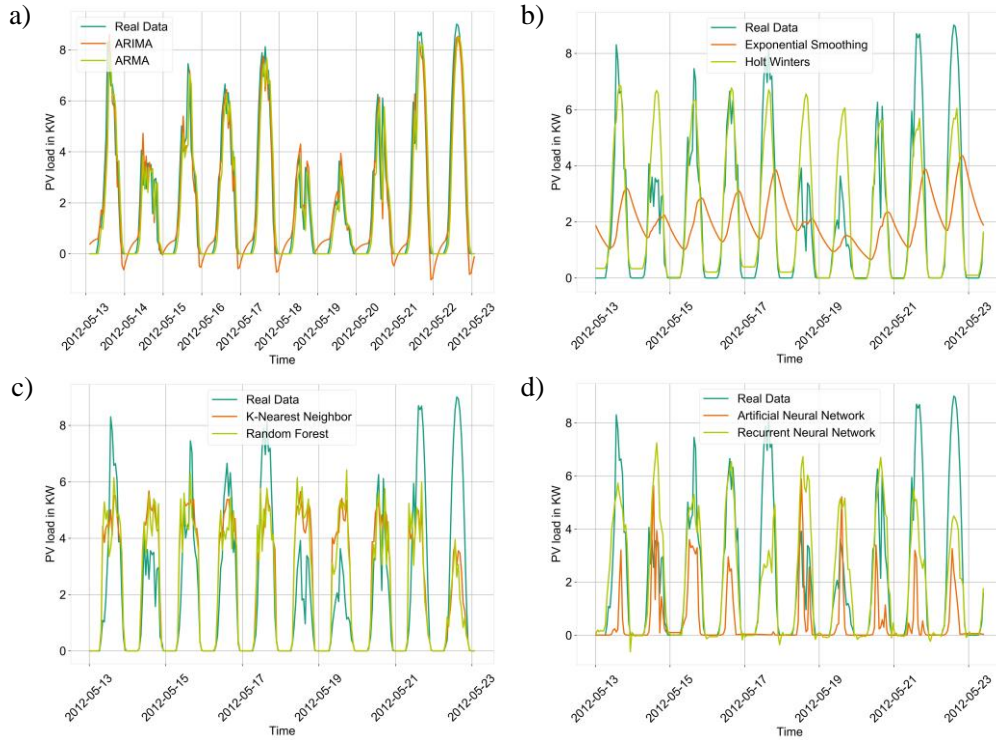 a)
Real Data
ARIMA
ARMA
PV load in KW
8
6
4
2
0
2012-05-13
2012-05-14
2012-05-15
2012-05-16
2012-05-17
2012-05-18
2012-05-19
2012-05-20
2012-05-21
2012-05-22
2012-05-23
Time
b)
Real Data
Exponential Smoothing
Holt Winters
PV load in KW
8
6
4
2
0
2012-05-13
2012-05-15
2012-05-17
2012-05-19
2012-05-21
2012-05-23
Time
c)
Real Data
K-Nearest Neighbor
Random Forest
PV load in KW
8
6
4
2
0
2012-05-13
2012-05-15
2012-05-17
2012-05-19
2012-05-21
2012-05-23
Time
d)
Real Data
Artificial Neural Network
Recurrent Neural Network
PV load in KW
8
6
4
2
0
2012-05-13
2012-05-15
2012-05-17
2012-05-19
2012-05-21
2012-05-23
Time